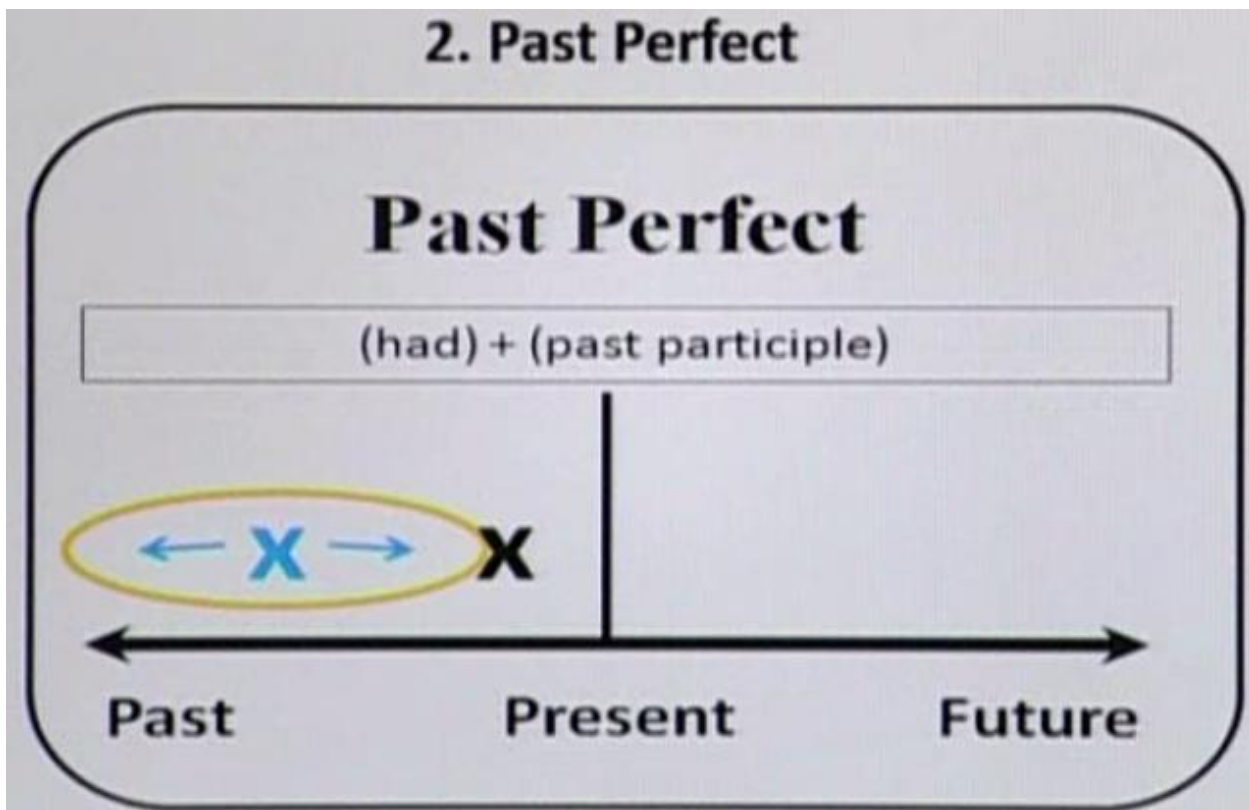 2. Past Perfect
Past Perfect
(had) + (past participle)
X X
Past Present Future